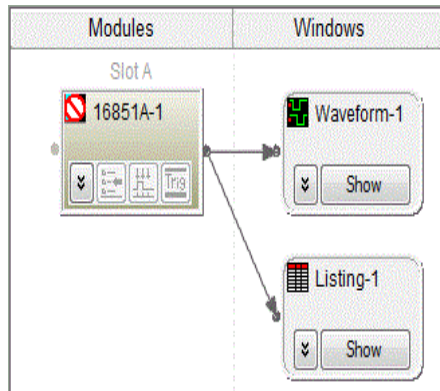 Modules
Windows
Slot A
16851A-1
Trig
Waveform-1
Show
Listing-1
Show